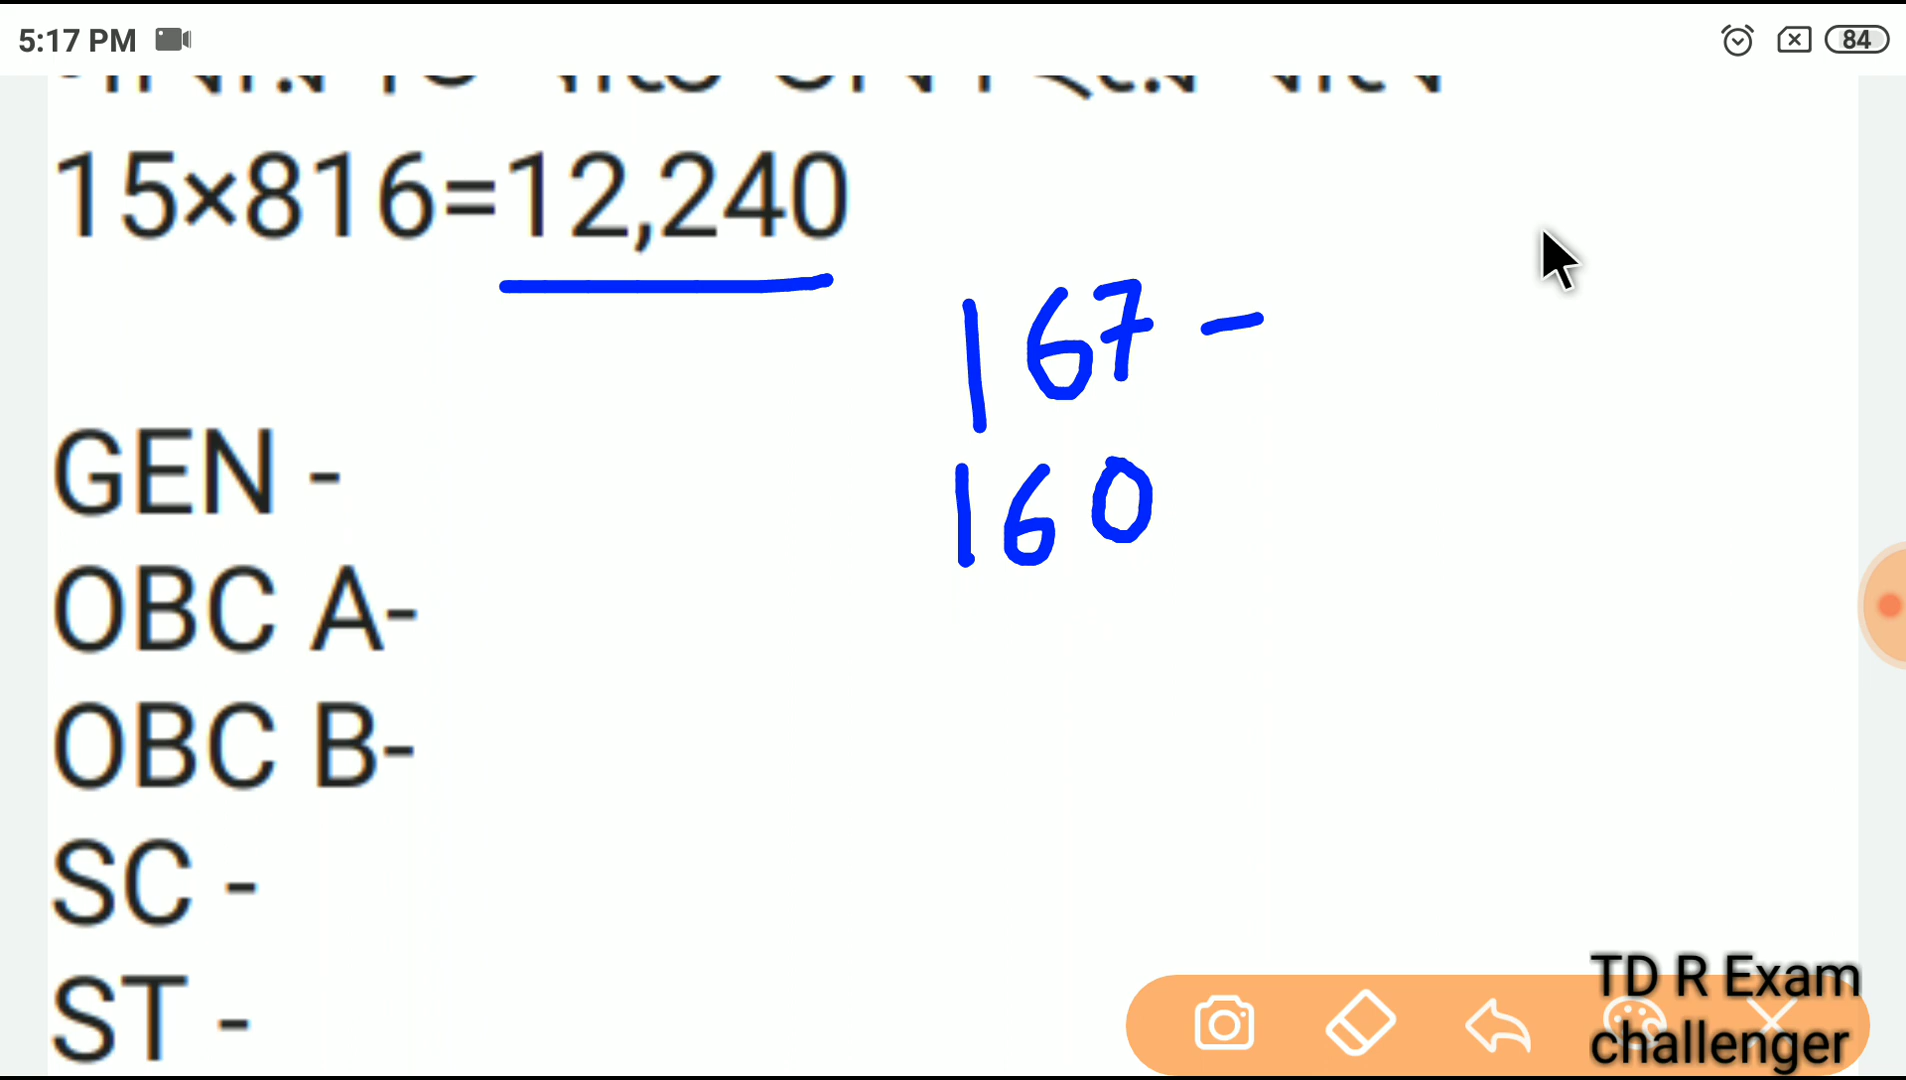 5:17 PM
84
15×816=12,240
167 -
160
GEN -
OBC A-
OBC B-
SC -
ST -
TD R Exam
challenger